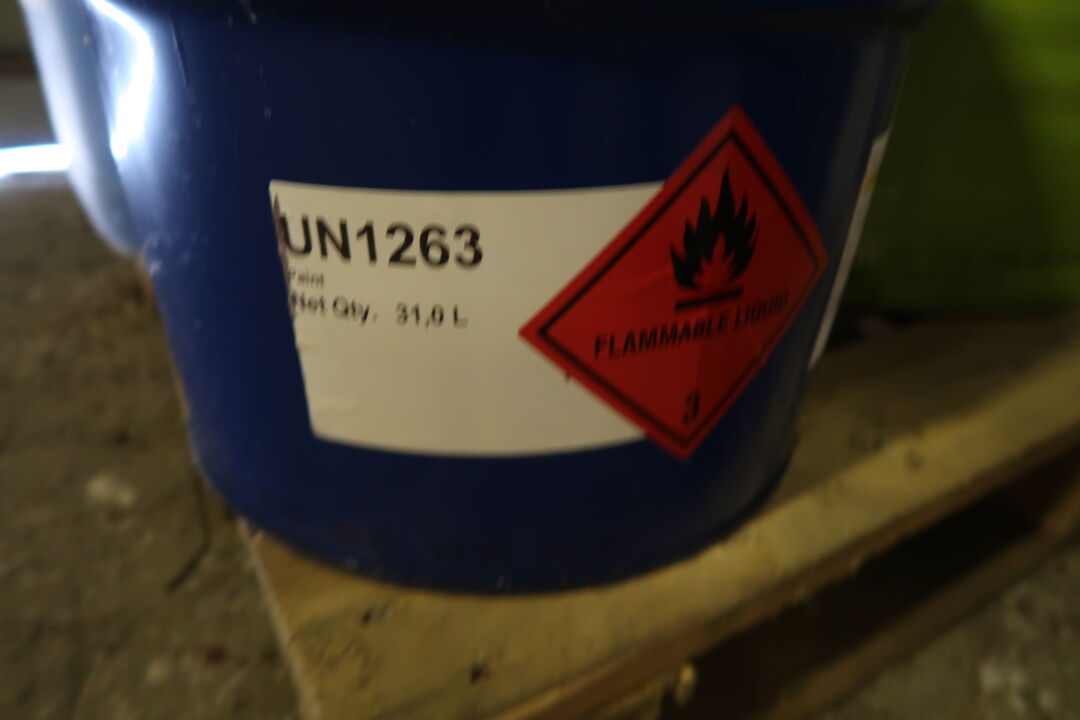 UN1263
Paint
Net Qty. 31,0 L
FLAMMABLE LIQUID
3